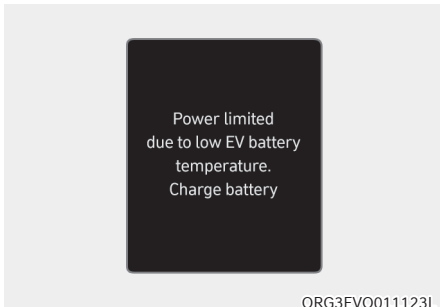 Power limited
due to low EV battery
temperature.
Charge battery
ORG3EVQ011123L